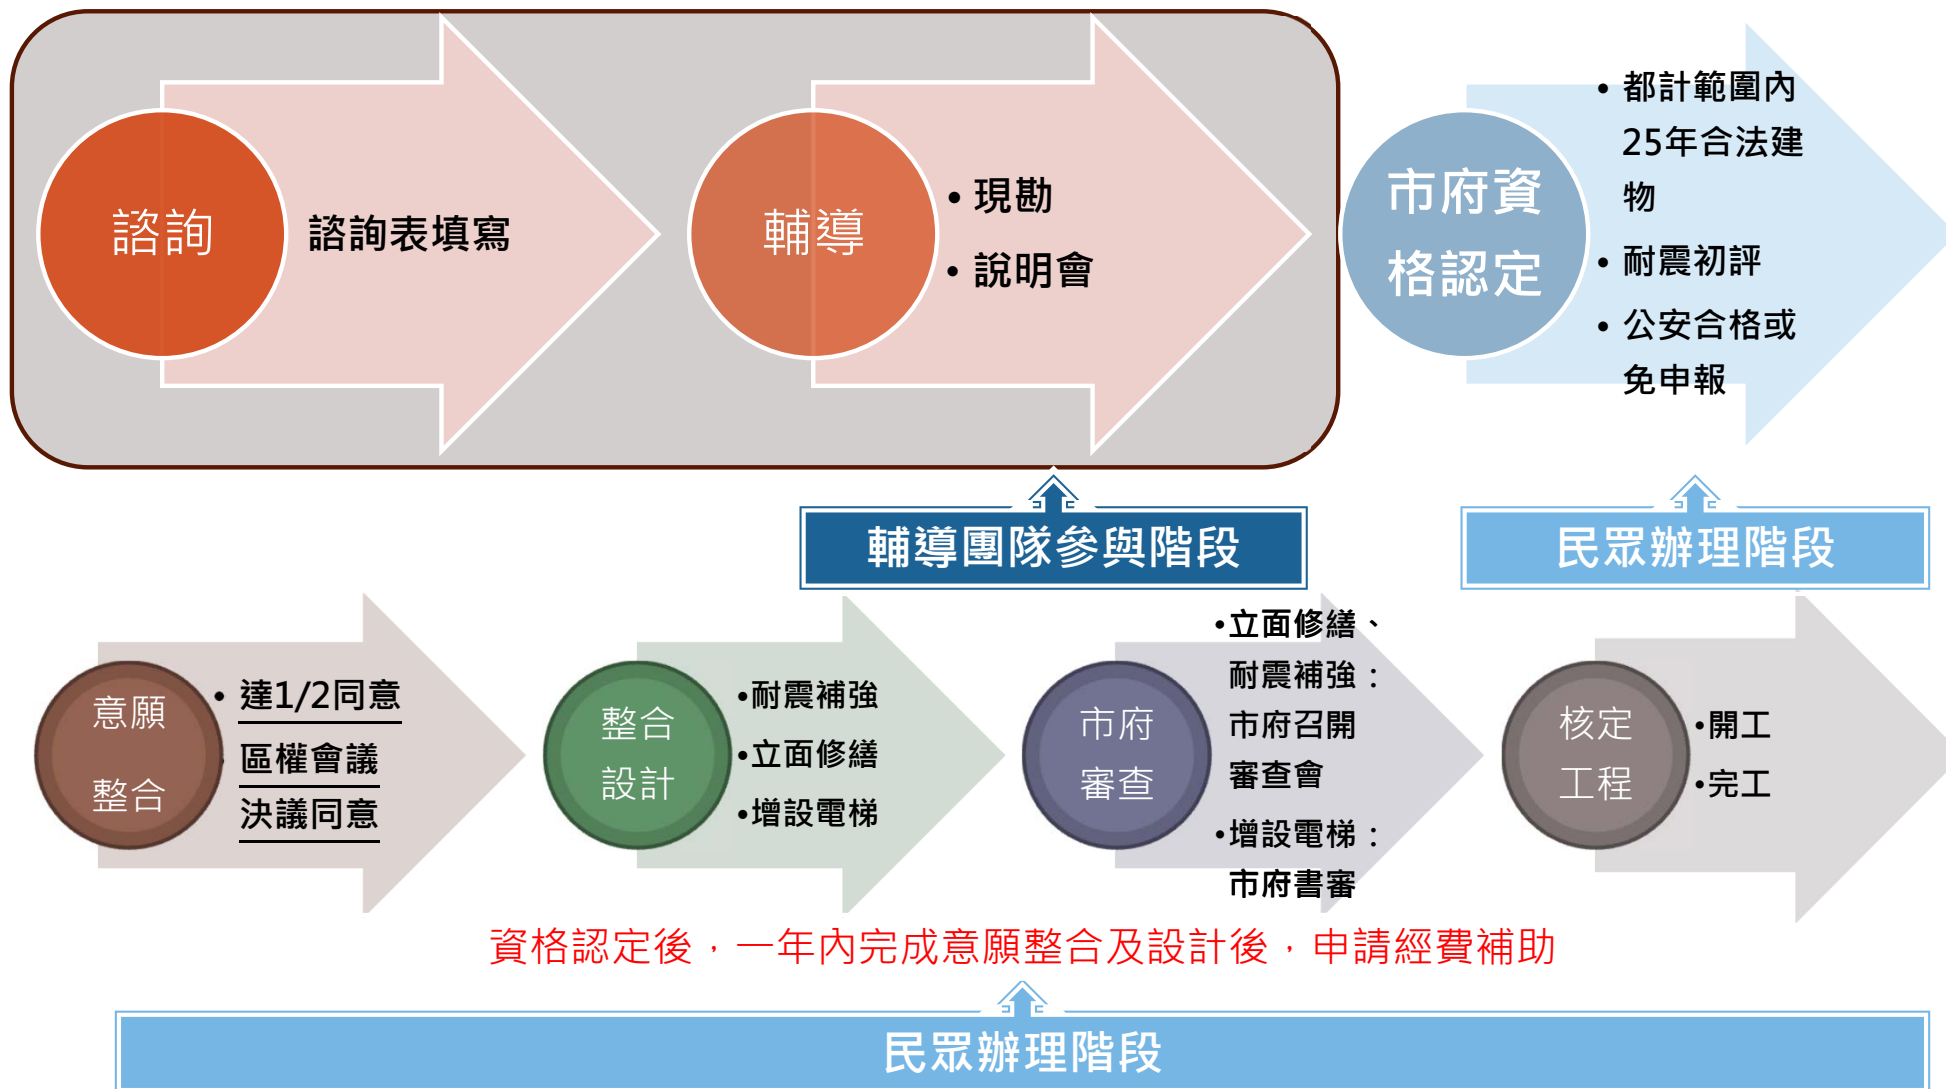 諮詢
諮詢表填寫
輔導
• 現勘
• 說明會
市府資
格認定
• 都計範圍內
25年合法建
物
• 耐震初評
• 公安合格或
免申報
輔導團隊參與階段
民眾辦理階段
意願
整合
• 達1/2同意
• 區權會議
決議同意
整合
設計
•耐震補強
•立面修繕
•增設電梯
市府
審查
•立面修繕、
耐震補強：
市府召開
審查會
•增設電梯：
市府書審
核定
工程
•開工
•完工
資格認定後，一年內完成意願整合及設計後，申請經費補助
民眾辦理階段